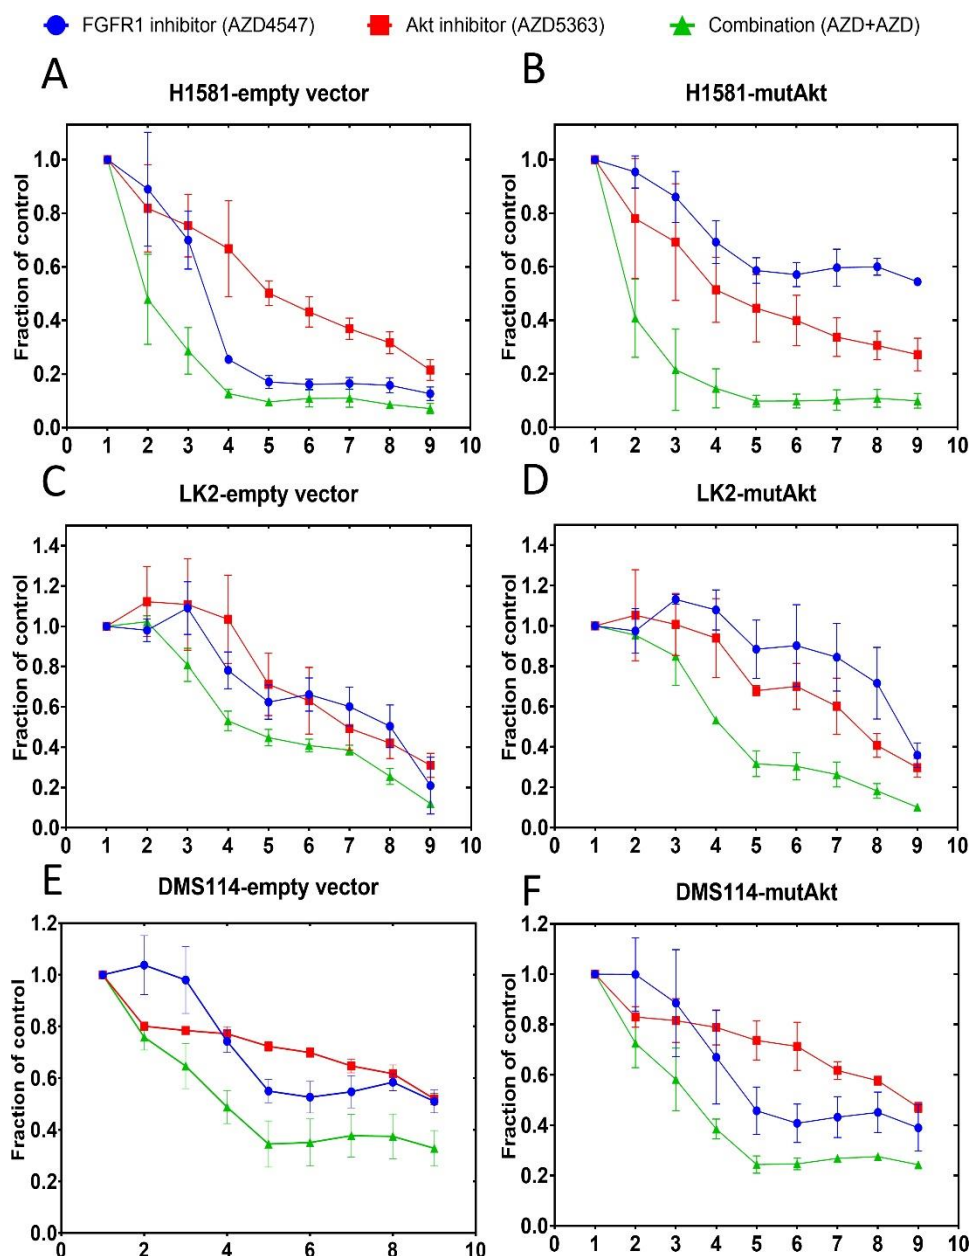 FGFR1 inhibitor (AZD4547) Akt inhibitor (AZD5363) Combination (AZD+AZD)
A
H1581-empty vector
Fraction of control
1.0
0.8
0.6
0.4
0.2
0.0
0 1 2 3 4 5 6 7 8 9 10
B
H1581-mutAkt
Fraction of control
1.0
0.8
0.6
0.4
0.2
0.0
0 1 2 3 4 5 6 7 8 9 10
C
LK2-empty vector
Fraction of control
1.4
1.2
1.0
0.8
0.6
0.4
0.2
0.0
0 1 2 3 4 5 6 7 8 9 10
D
LK2-mutAkt
Fraction of control
1.4
1.2
1.0
0.8
0.6
0.4
0.2
0.0
0 1 2 3 4 5 6 7 8 9 10
E
DMS114-empty vector
Fraction of control
1.2
1.0
0.8
0.6
0.4
0.2
0.0
0 2 4 6 8 10
F
DMS114-mutAkt
Fraction of control
1.2
1.0
0.8
0.6
0.4
0.2
0.0
0 1 2 3 4 5 6 7 8 9 10